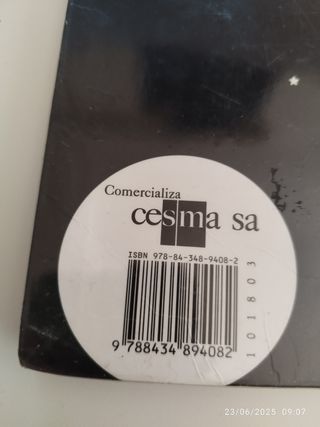 Comercializa
cesma sa
ISBN 978-84-348-9408-2
9 788434 894082
101803
23/06/2025 09:07